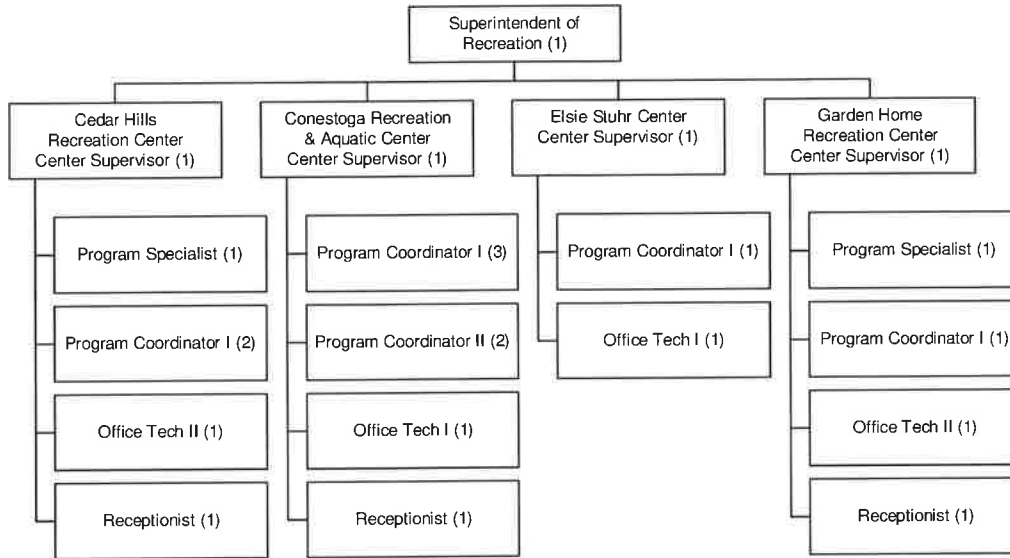 Superintendent of
Recreation (1)
Cedar Hills
Recreation Center
Center Supervisor (1)
Conestoga Recreation
& Aquatic Center
Center Supervisor (1)
Elsie Stuhr Center
Center Supervisor (1)
Garden Home
Recreation Center
Center Supervisor (1)
Program Specialist (1)
Program Coordinator I (2)
Office Tech II (1)
Receptionist (1)
Program Coordinator I (3)
Program Coordinator II (2)
Office Tech I (1)
Receptionist (1)
Program Coordinator I (1)
Office Tech I (1)
Program Specialist (1)
Program Coordinator I (1)
Office Tech II (1)
Receptionist (1)